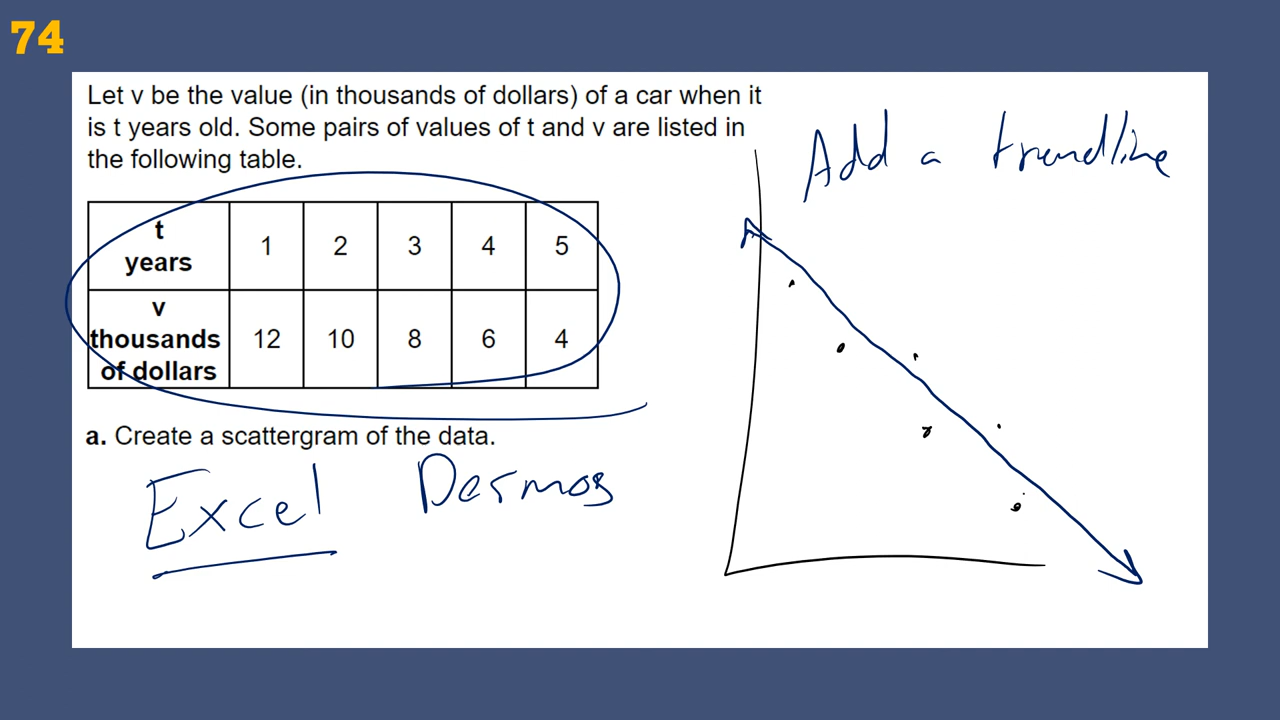 74
Let v be the value (in thousands of dollars) of a car when it
is t years old. Some pairs of values of t and v are listed in
the following table.
Add a trendline
t years 1 2 3 4 5
v thousands of dollars 12 10 8 6 4
a. Create a scattergram of the data.
Excel Desmos